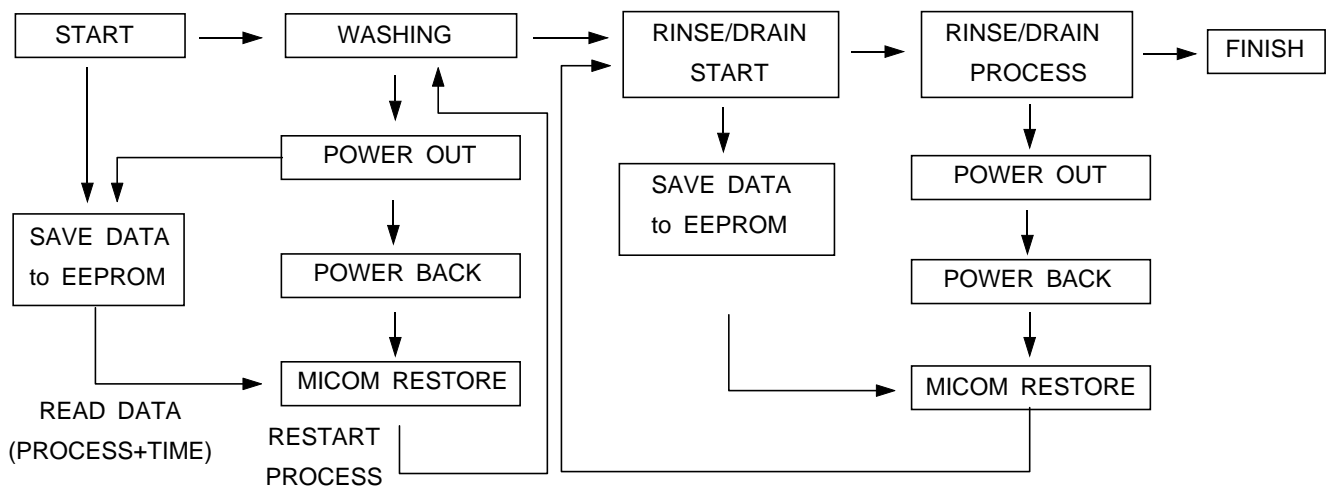 START
WASHING
RINSE/DRAIN
START
RINSE/DRAIN
PROCESS
FINISH
POWER OUT
SAVE DATA
to EEPROM
POWER BACK
MICOM RESTORE
READ DATA
(PROCESS+TIME)
RESTART
PROCESS
SAVE DATA
to EEPROM
POWER OUT
POWER BACK
MICOM RESTORE